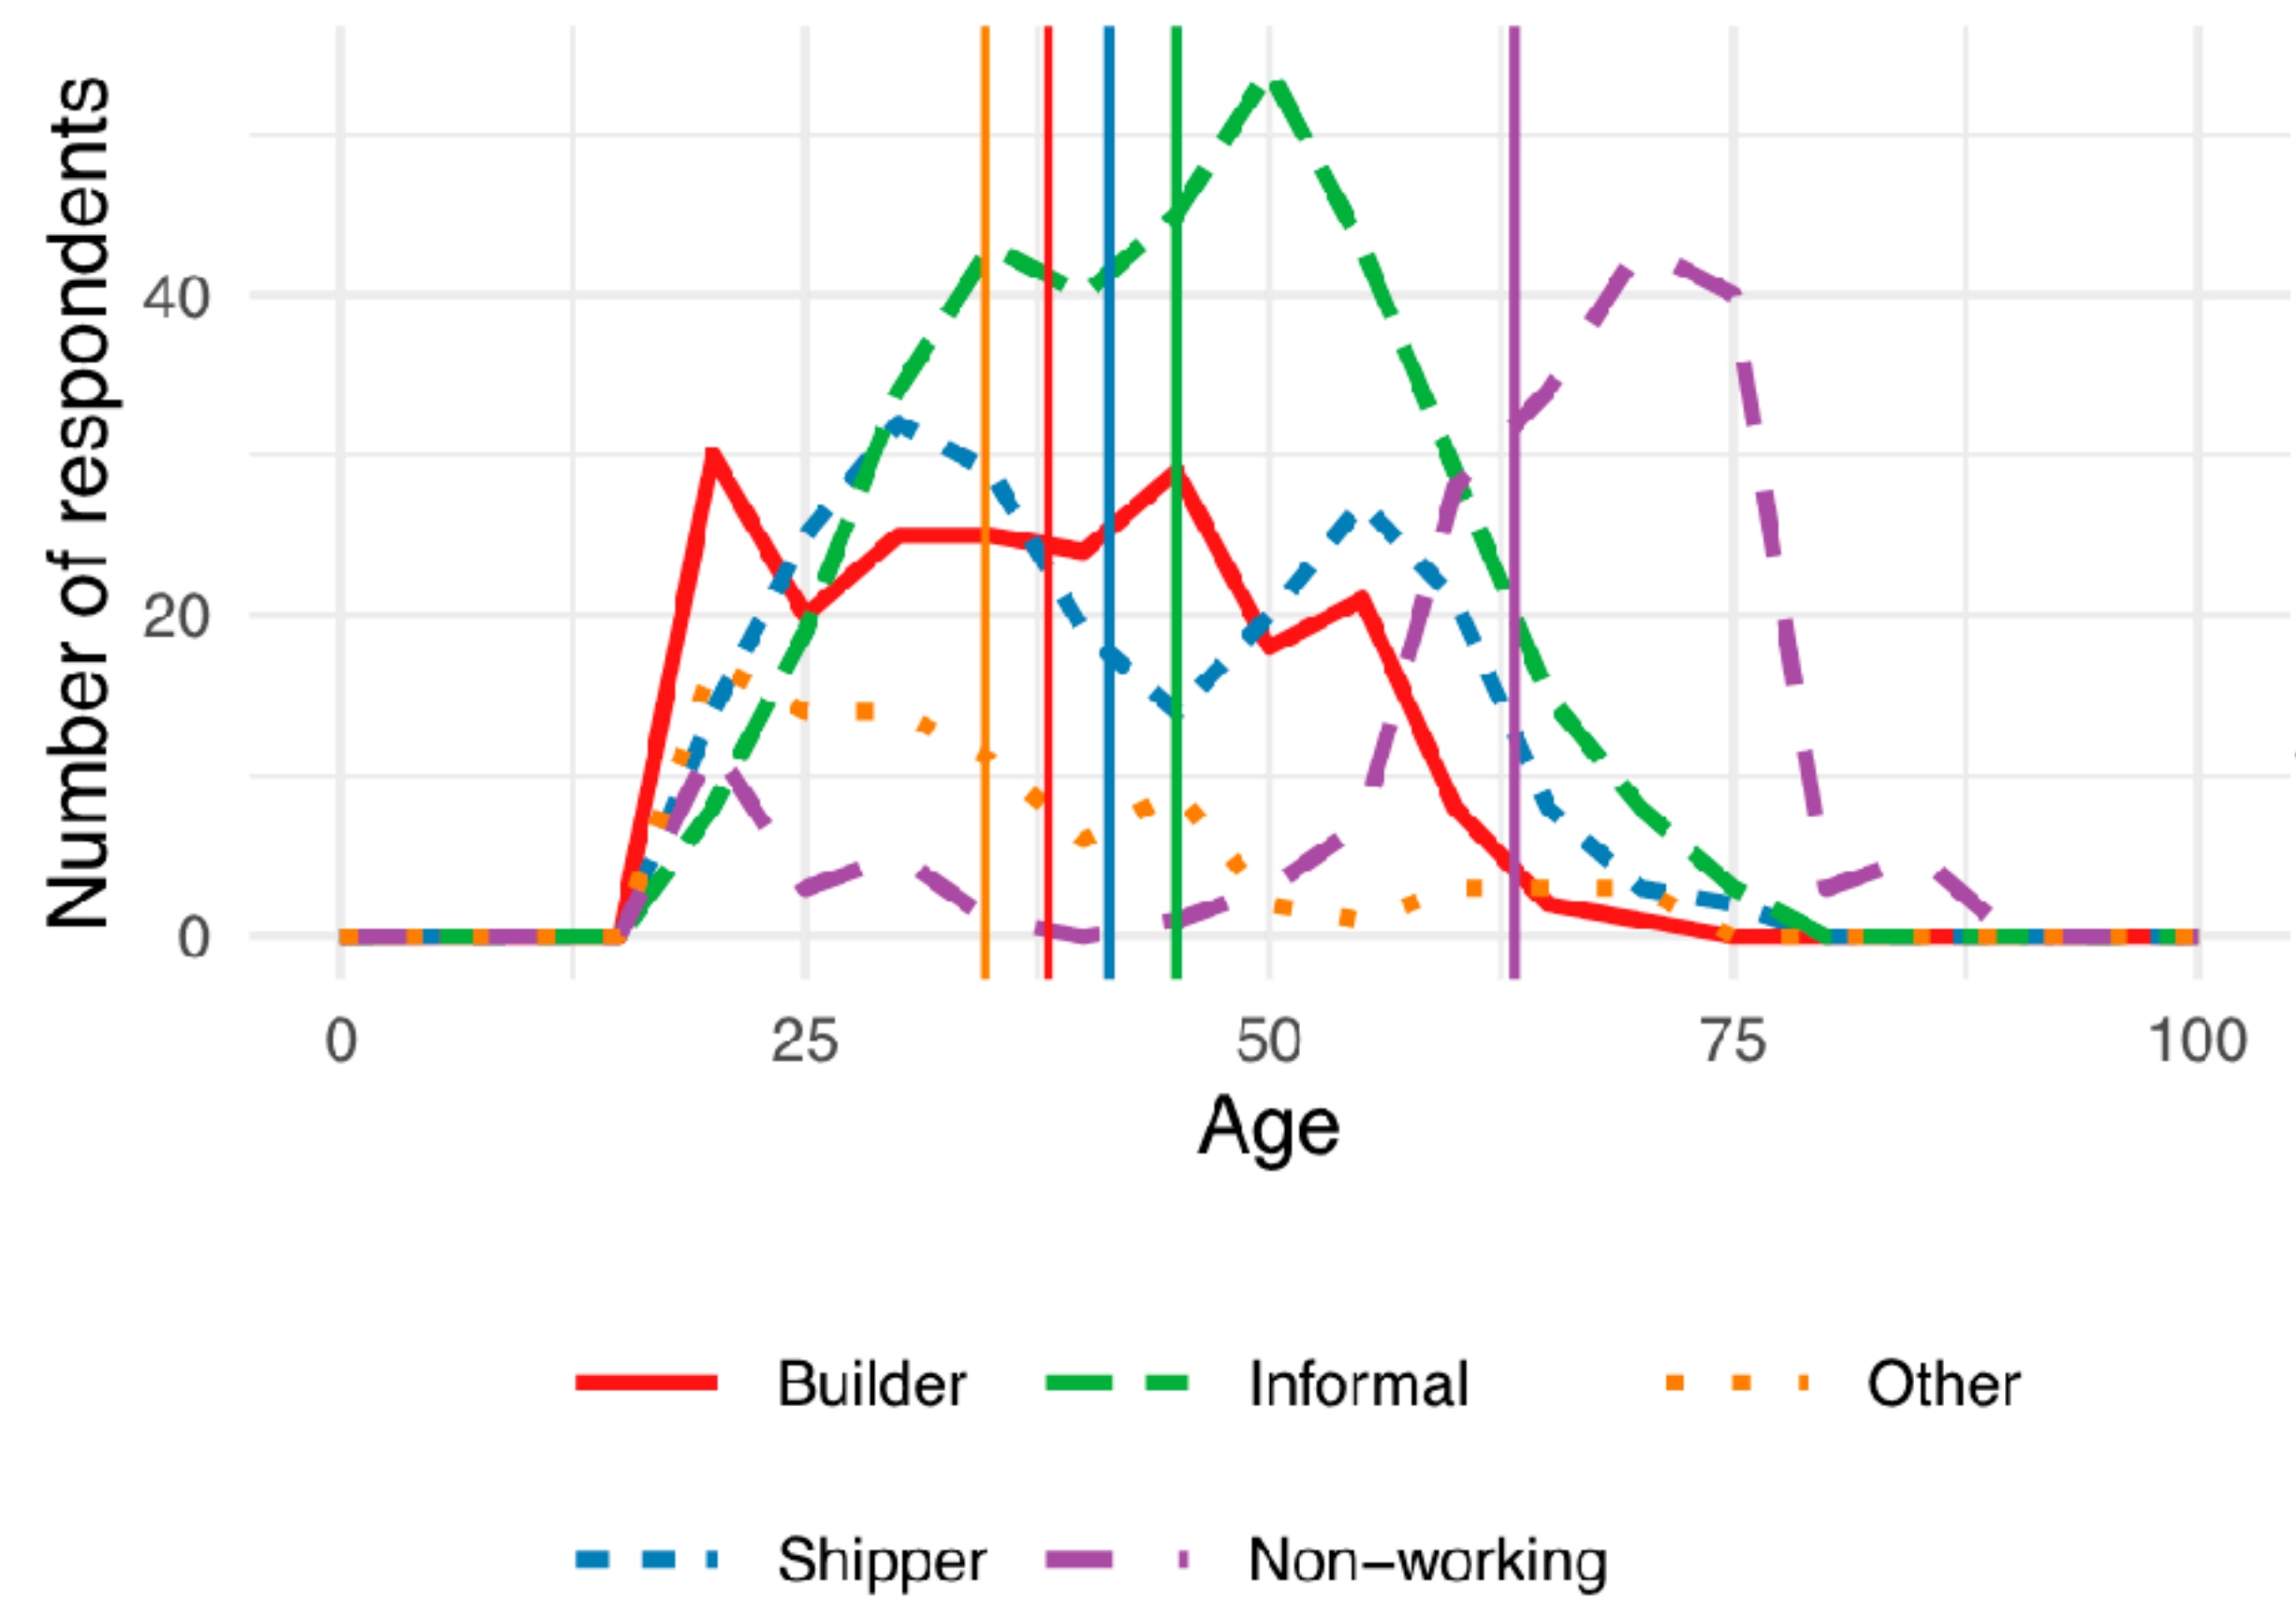 Number of respondents
40
20
0
0 25 50 75 100
Age
Builder Informal Other
Shipper Non−working